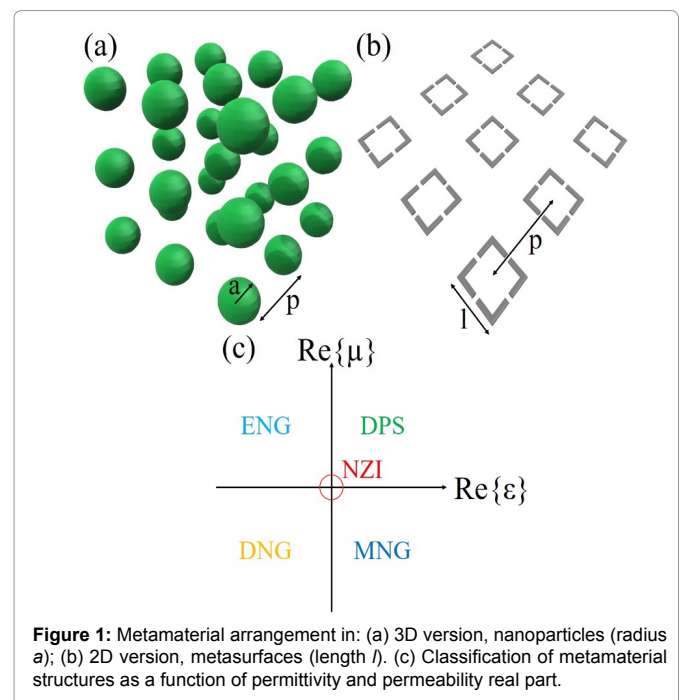 (a)
(b)
a
p
p
l
(c)
Re{μ}
ENG
DPS
NZI
Re{ε}
DNG
MNG
Figure 1: Metamaterial arrangement in: (a) 3D version, nanoparticles (radius
a); (b) 2D version, metasurfaces (length l). (c) Classification of metamaterial
structures as a function of permittivity and permeability real part.